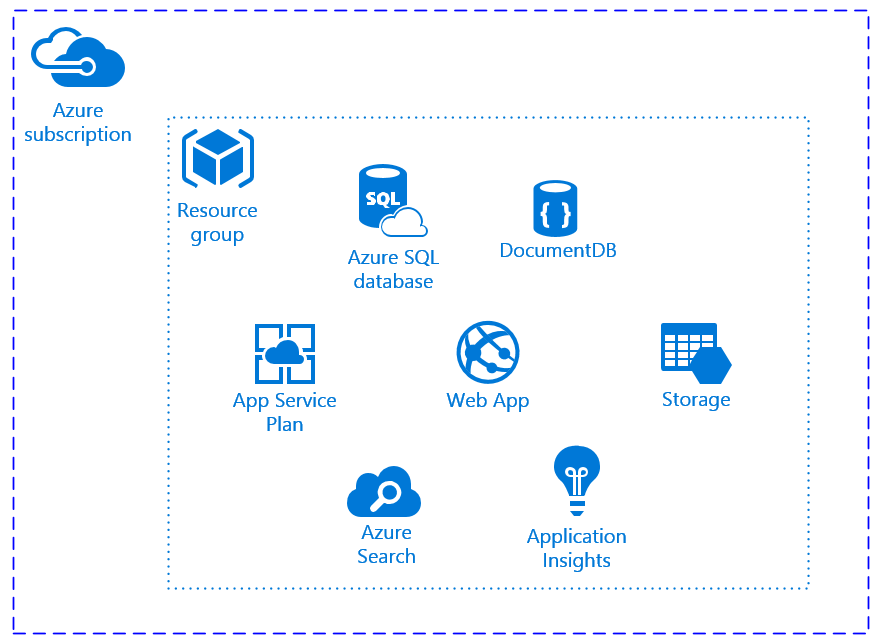 Azure
subscription
Resource
group
SQL
Azure SQL
database
{ }
DocumentDB
App Service
Plan
Web App
Storage
Azure
Search
Application
Insights